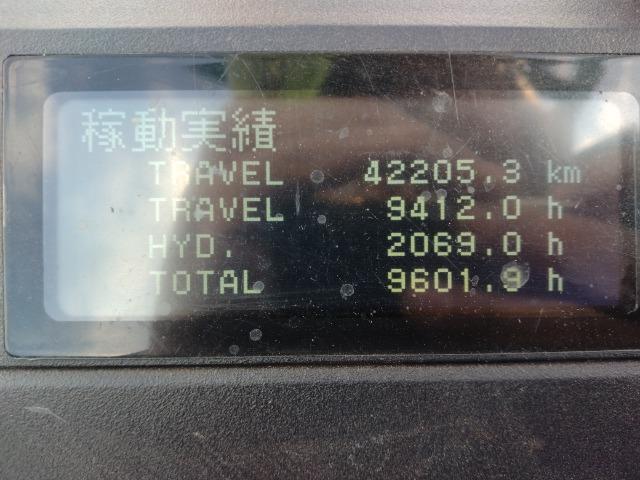 稼動実績
TRAVEL 42205.3 km
TRAVEL 9412.0 h
HYD. 2069.0 h
TOTAL 9601.9 h